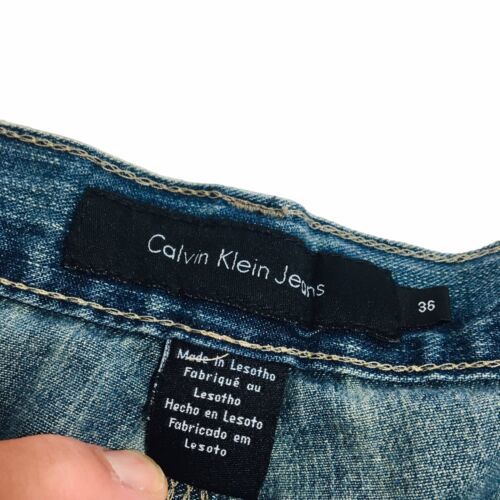 Calvin Klein Jeans
36
Made in Lesotho
Fabriqué au
Lesotho
Hecho en Lesoto
Fabricado em
Lesoto